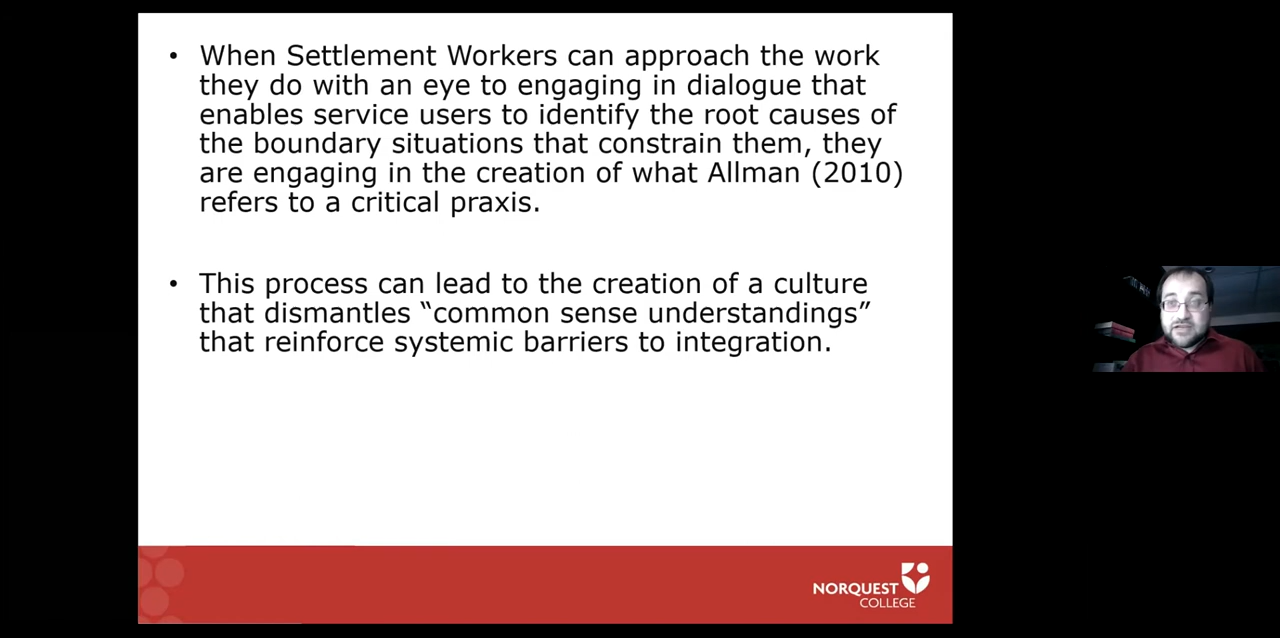 • When Settlement Workers can approach the work
they do with an eye to engaging in dialogue that
enables service users to identify the root causes of
the boundary situations that constrain them, they
are engaging in the creation of what Allman (2010)
refers to a critical praxis.
• This process can lead to the creation of a culture
that dismantles “common sense understandings”
that reinforce systemic barriers to integration.
NORQUEST
COLLEGE